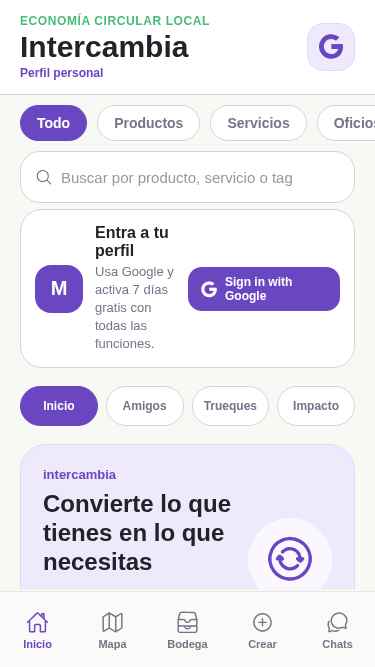 ECONOMÍA CIRCULAR LOCAL
Intercambia
Perfil personal
Todo
Productos
Servicios
Oficios
Buscar por producto, servicio o tag
M
Entra a tu
perfil
Usa Google y
activa 7 días
gratis con
todas las
funciones.
Sign in with
Google
Inicio
Amigos
Trueques
Impacto
intercambia
Convierte lo que
tienes en lo que
necesitas
Inicio
Mapa
Bodega
Crear
Chats